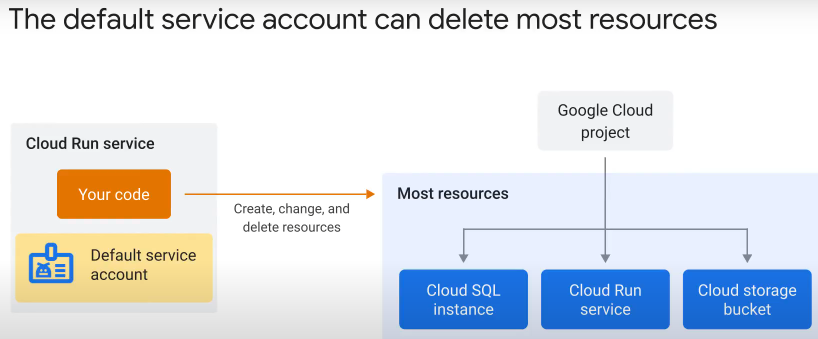 The default service account can delete most resources
Cloud Run service
Your code
Default service
account
Create, change, and
delete resources
Google Cloud
project
Most resources
Cloud SQL
instance
Cloud Run
service
Cloud storage
bucket